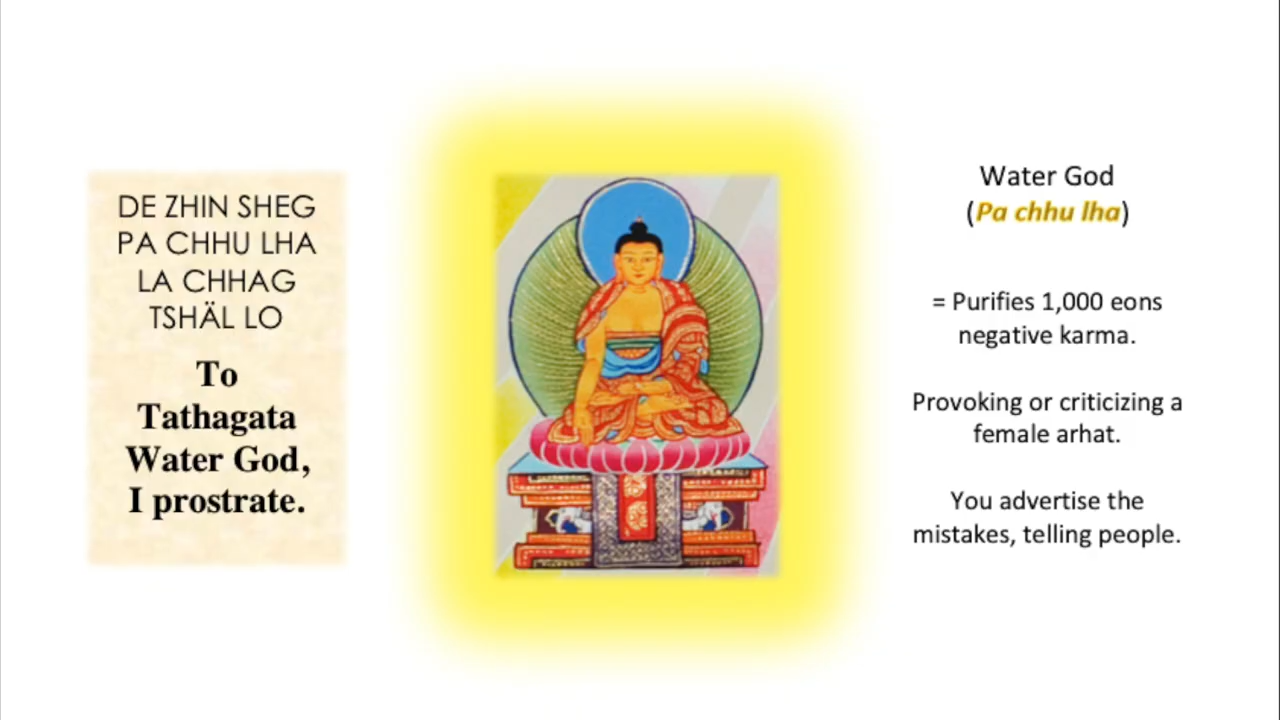 DE ZHIN SHEG
PA CHHU LHA
LA CHHAG
TSHÄL LO
To
Tathagata
Water God,
I prostrate.
Water God
(Pa chhu lha)
= Purifies 1,000 eons
negative karma.
Provoking or criticizing a
female arhat.
You advertise the
mistakes, telling people.